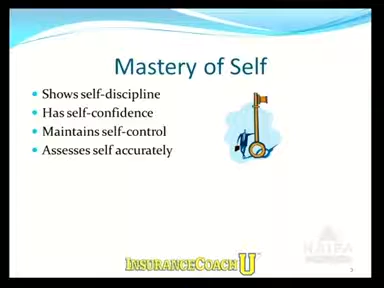 Mastery of Self
Shows self-discipline
Has self-confidence
Maintains self-control
Assesses self accurately
INSURANCECOACH U